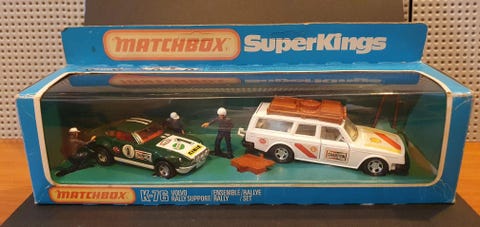 MATCHBOX SuperKings
MATCHBOX K-76 VOLVO RALLY SUPPORT / ENSEMBLE RALLY / RALLYE SET